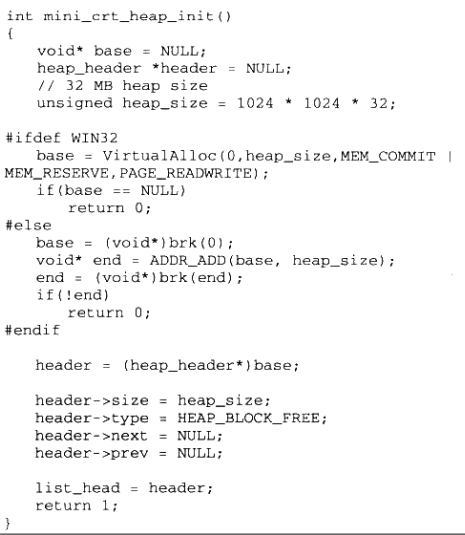 int mini_crt_heap_init()
{
void* base = NULL;
heap_header *header = NULL;
// 32 MB heap size
unsigned heap_size = 1024 * 1024 * 32;
#ifdef WIN32
base = VirtualAlloc(0,heap_size,MEM_COMMIT |
MEM_RESERVE,PAGE_READWRITE);
if(base == NULL)
return 0;
#else
base = (void*)brk(0);
void* end = ADDR_ADD(base, heap_size);
end = (void*)brk(end);
if(!end)
return 0;
#endif
header = (heap_header*)base;
header->size = heap_size;
header->type = HEAP_BLOCK_FREE;
header->next = NULL;
header->prev = NULL;
list_head = header;
return 1;
}